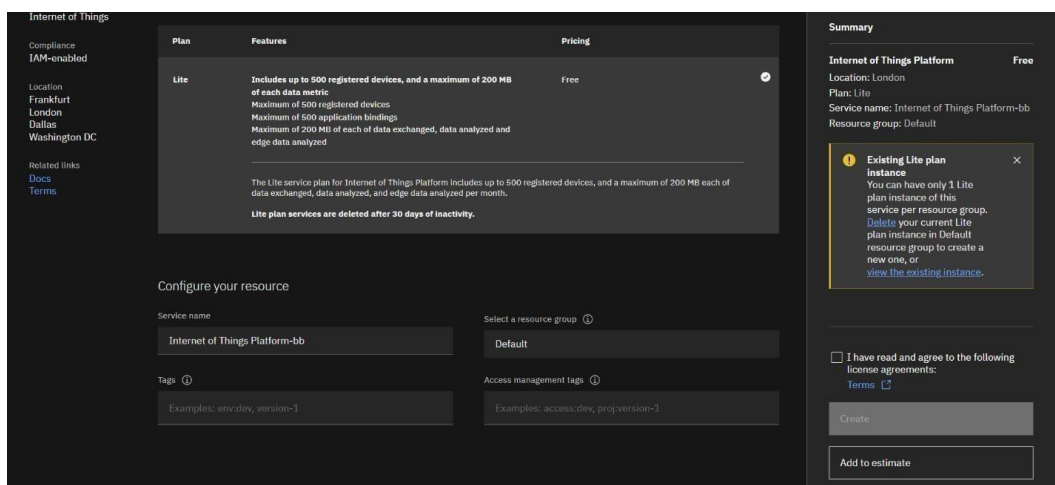 Internet of Things
Compliance
IAM-enabled
Location
Frankfurt
London
Dallas
Washington DC
Related links
Docs
Terms
Plan Features Pricing
Lite Includes up to 500 registered devices, and a maximum of 200 MB Free
of each data metric
Maximum of 500 registered devices
Maximum of 500 application bindings
Maximum of 200 MB of each of data exchanged, data analyzed and
edge data analyzed
The Lite service plan for Internet of Things Platform includes up to 500 registered devices, and a maximum of 200 MB each of
data exchanged, data analyzed, and edge data analyzed per month.
Lite plan services are deleted after 30 days of inactivity.
Configure your resource
Service name
Internet of Things Platform-bb
Select a resource group
Default
Tags
Examples: env:dev, version-1
Access management tags
Examples: access:dev, proj:version-1
Summary
Internet of Things Platform Free
Location: London
Plan: Lite
Service name: Internet of Things Platform-bb
Resource group: Default
Existing Lite plan
instance
You can have only 1 Lite
plan instance of this
service per resource group.
Delete your current Lite
plan instance in Default
resource group to create a
new one, or
view the existing instance.
I have read and agree to the following
license agreements:
Terms
Create
Add to estimate